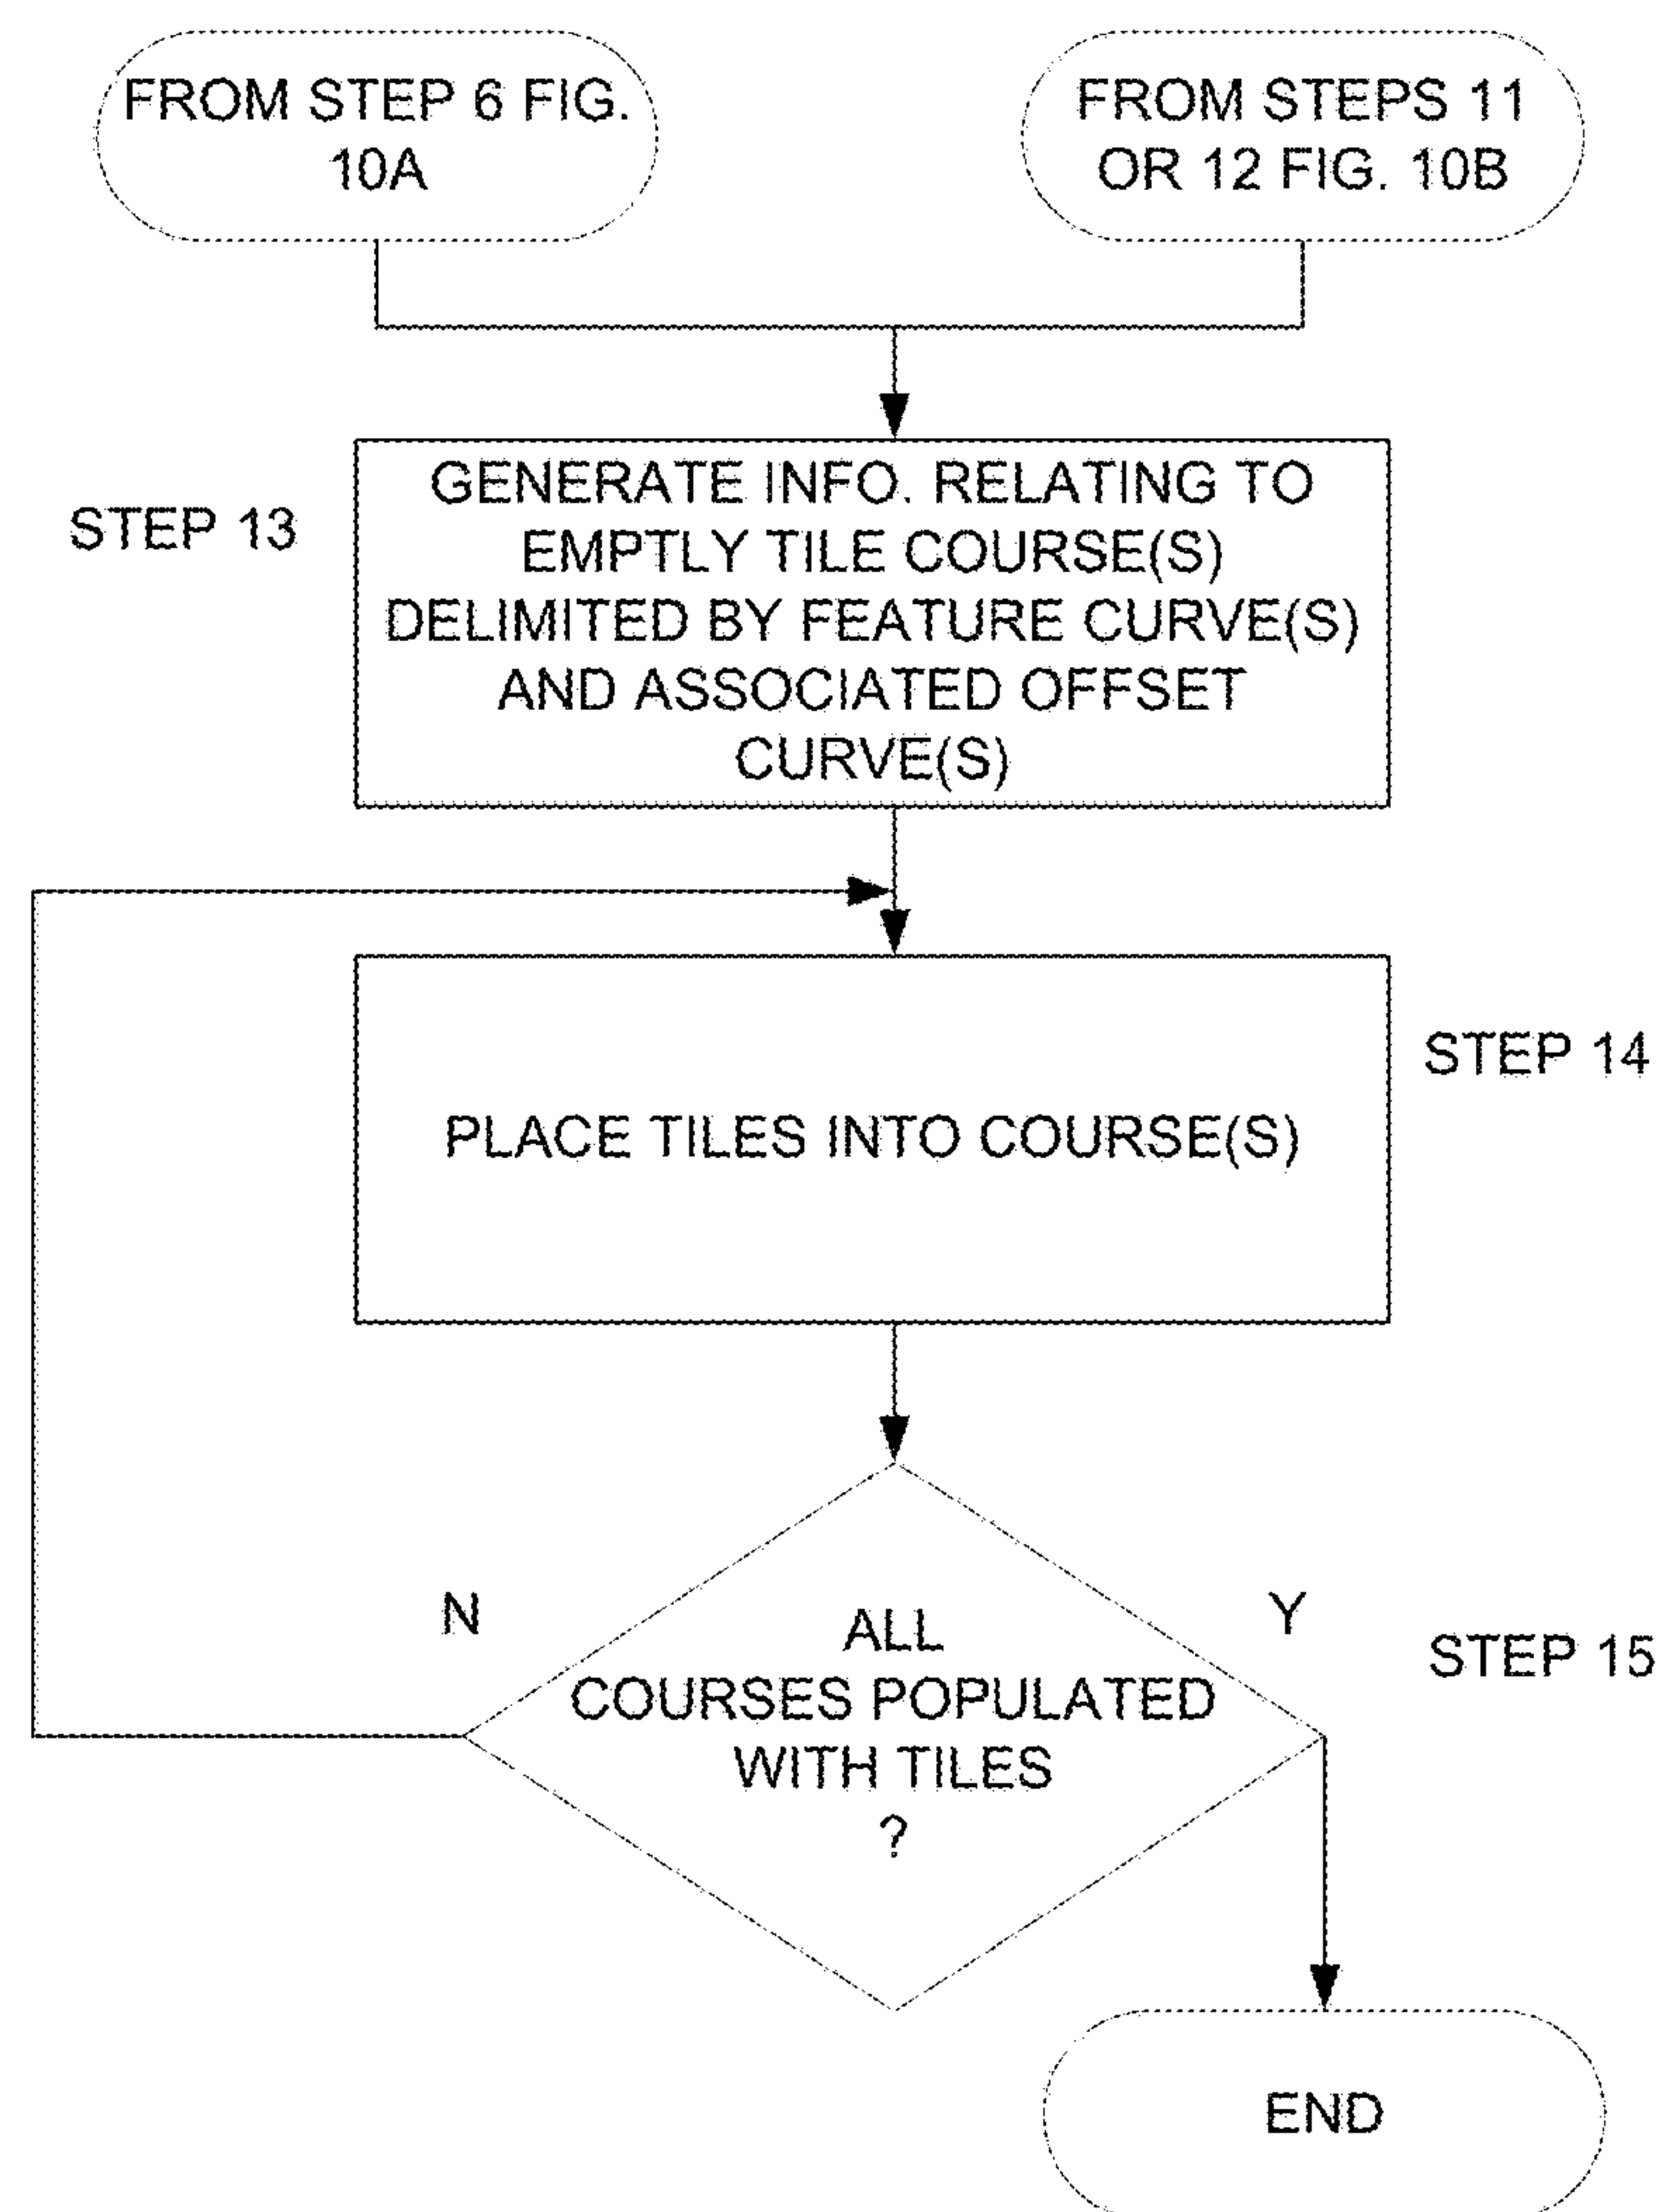 FROM STEP 6 FIG.
10A
FROM STEPS 11
OR 12 FIG. 10B
STEP 13
GENERATE INFO. RELATING TO
EMPTLY TILE COURSE(S)
DELIMITED BY FEATURE CURVE(S)
AND ASSOCIATED OFFSET
CURVE(S)
STEP 14
PLACE TILES INTO COURSE(S)
N
Y
STEP 15
ALL
COURSES POPULATED
WITH TILES
?
END